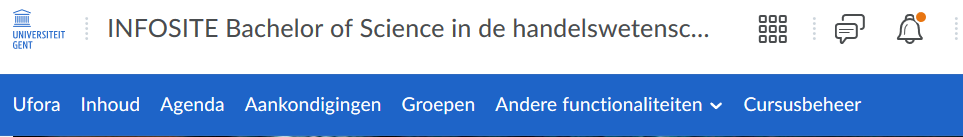 UNIVERSITEIT
GENT
INFOSITE Bachelor of Science in de handelswetensc...
Ufora Inhoud Agenda Aankondigingen Groepen Andere functionaliteiten Cursusbeheer